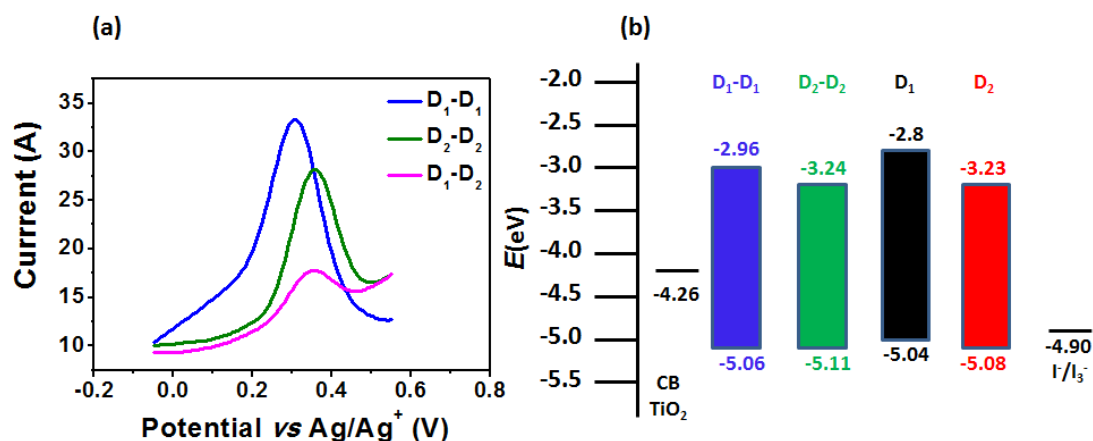 (a)
35
30
25
20
15
10
Currrent (A)
-0.2 0.0 0.2 0.4 0.6 0.8
Potential vs Ag/Ag⁺ (V)
D₁-D₁
D₂-D₂
D₁-D₂
(b)
E(eV)
-2.0
-2.5
-3.0
-3.5
-4.0
-4.5
-5.0
-5.5
D₁-D₁ D₂-D₂ D₁ D₂
-2.96 -3.24 -2.8 -3.23
-4.26
-5.06 -5.11 -5.04 -5.08
-4.90
I⁻/I₃⁻
CB
TiO₂